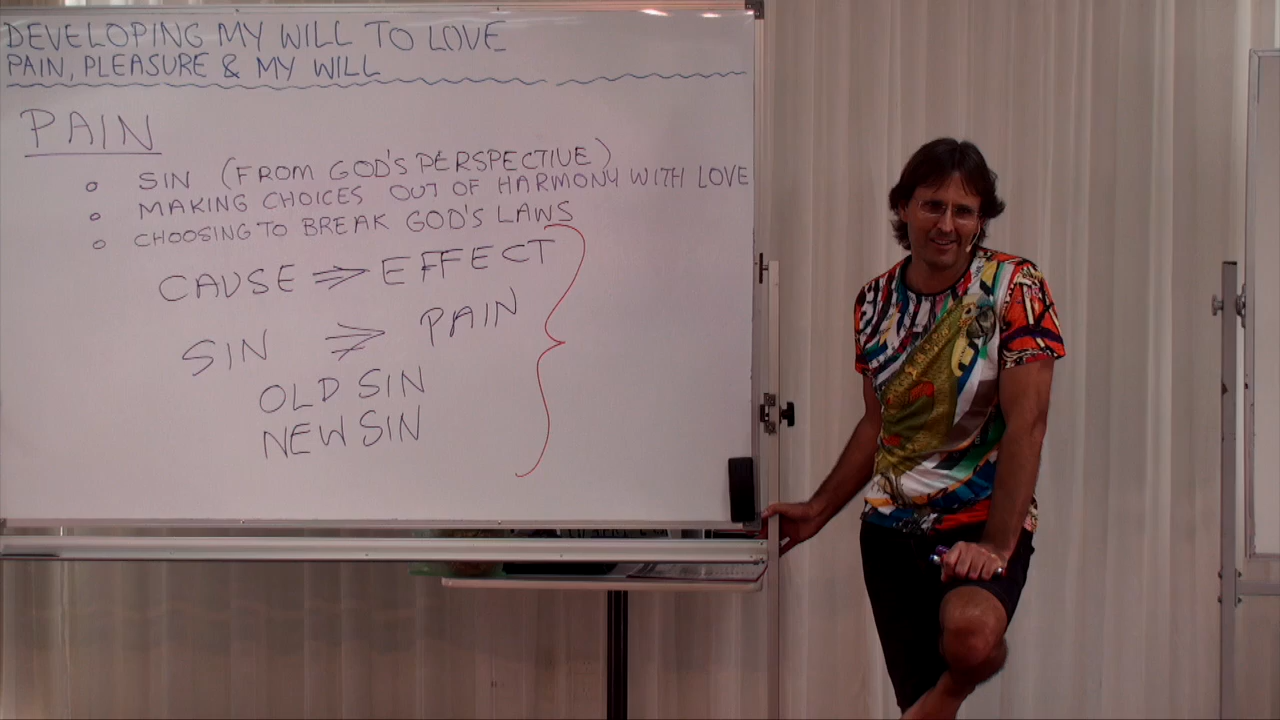 DEVELOPING MY WILL TO LOVE
PAIN, PLEASURE & MY WILL
PAIN
SIN (FROM GOD'S PERSPECTIVE)
MAKING CHOICES OUT OF HARMONY WITH LOVE
CHOOSING TO BREAK GOD'S LAWS
CAUSE ⇒ EFFECT
SIN ⇒ PAIN
OLD SIN
NEW SIN